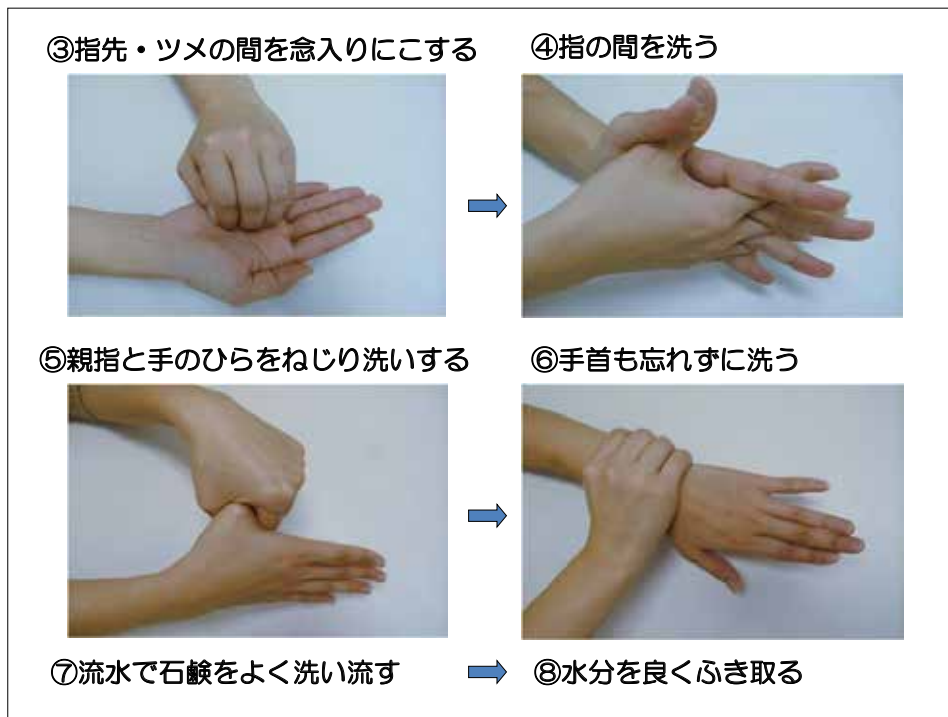 ③指先・ツメの間を念入りにこする
④指の間を洗う
⑤親指と手のひらをねじり洗いする
⑥手首も忘れずに洗う
⑦流水で石鹸をよく洗い流す
⑧水分を良くふき取る